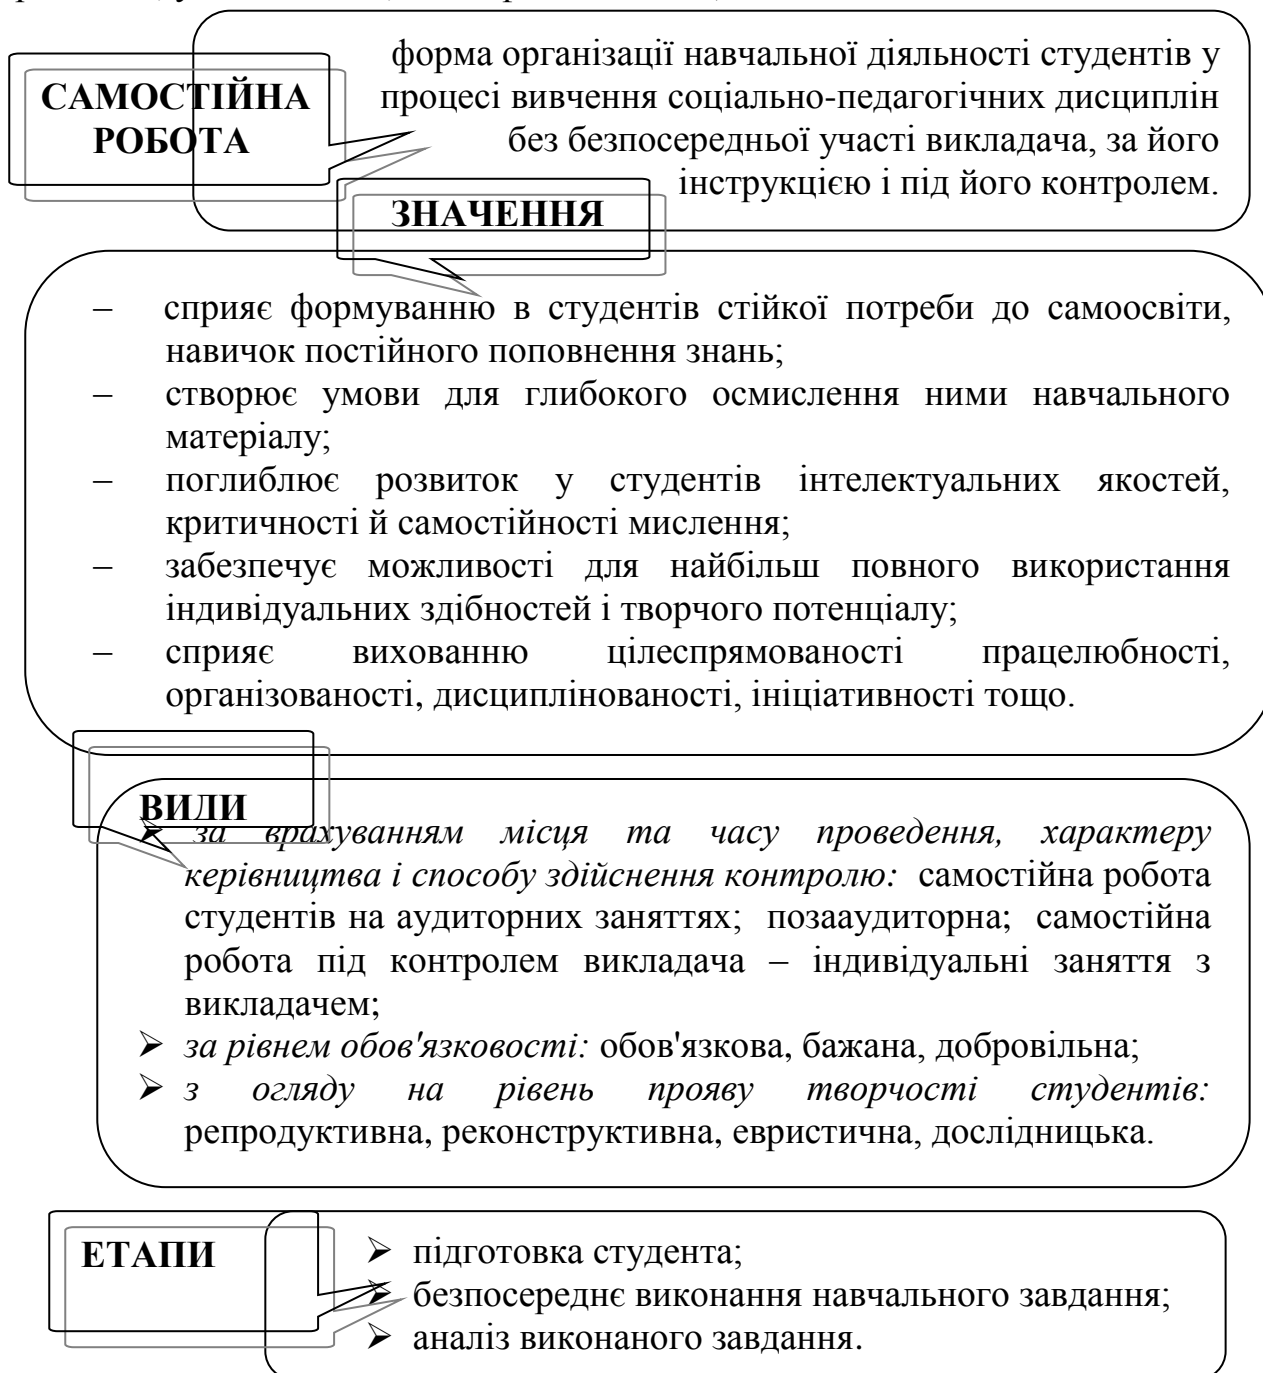 САМОСТІЙНА
РОБОТА
форма організації навчальної діяльності студентів у
процесі вивчення соціально-педагогічних дисциплін
без безпосередньої участі викладача, за його
інструкцією і під його контролем.
ЗНАЧЕННЯ
– сприяє формуванню в студентів стійкої потреби до самоосвіти,
навичок постійного поповнення знань;
– створює умови для глибокого осмислення ними навчального
матеріалу;
– поглиблює розвиток у студентів інтелектуальних якостей,
критичності й самостійності мислення;
– забезпечує можливості для найбільш повного використання
індивідуальних здібностей і творчого потенціалу;
– сприяє вихованню цілеспрямованості працелюбності,
організованості, дисциплінованості, ініціативності тощо.
ВИДИ
➢ за врахуванням місця та часу проведення, характеру
керівництва і способу здійснення контролю: самостійна робота
студентів на аудиторних заняттях; позааудиторна; самостійна
робота під контролем викладача – індивідуальні заняття з
викладачем;
➢ за рівнем обов'язковості: обов'язкова, бажана, добровільна;
➢ з огляду на рівень прояву творчості студентів:
репродуктивна, реконструктивна, евристична, дослідницька.
ЕТАПИ
➢ підготовка студента;
➢ безпосереднє виконання навчального завдання;
➢ аналіз виконаного завдання.